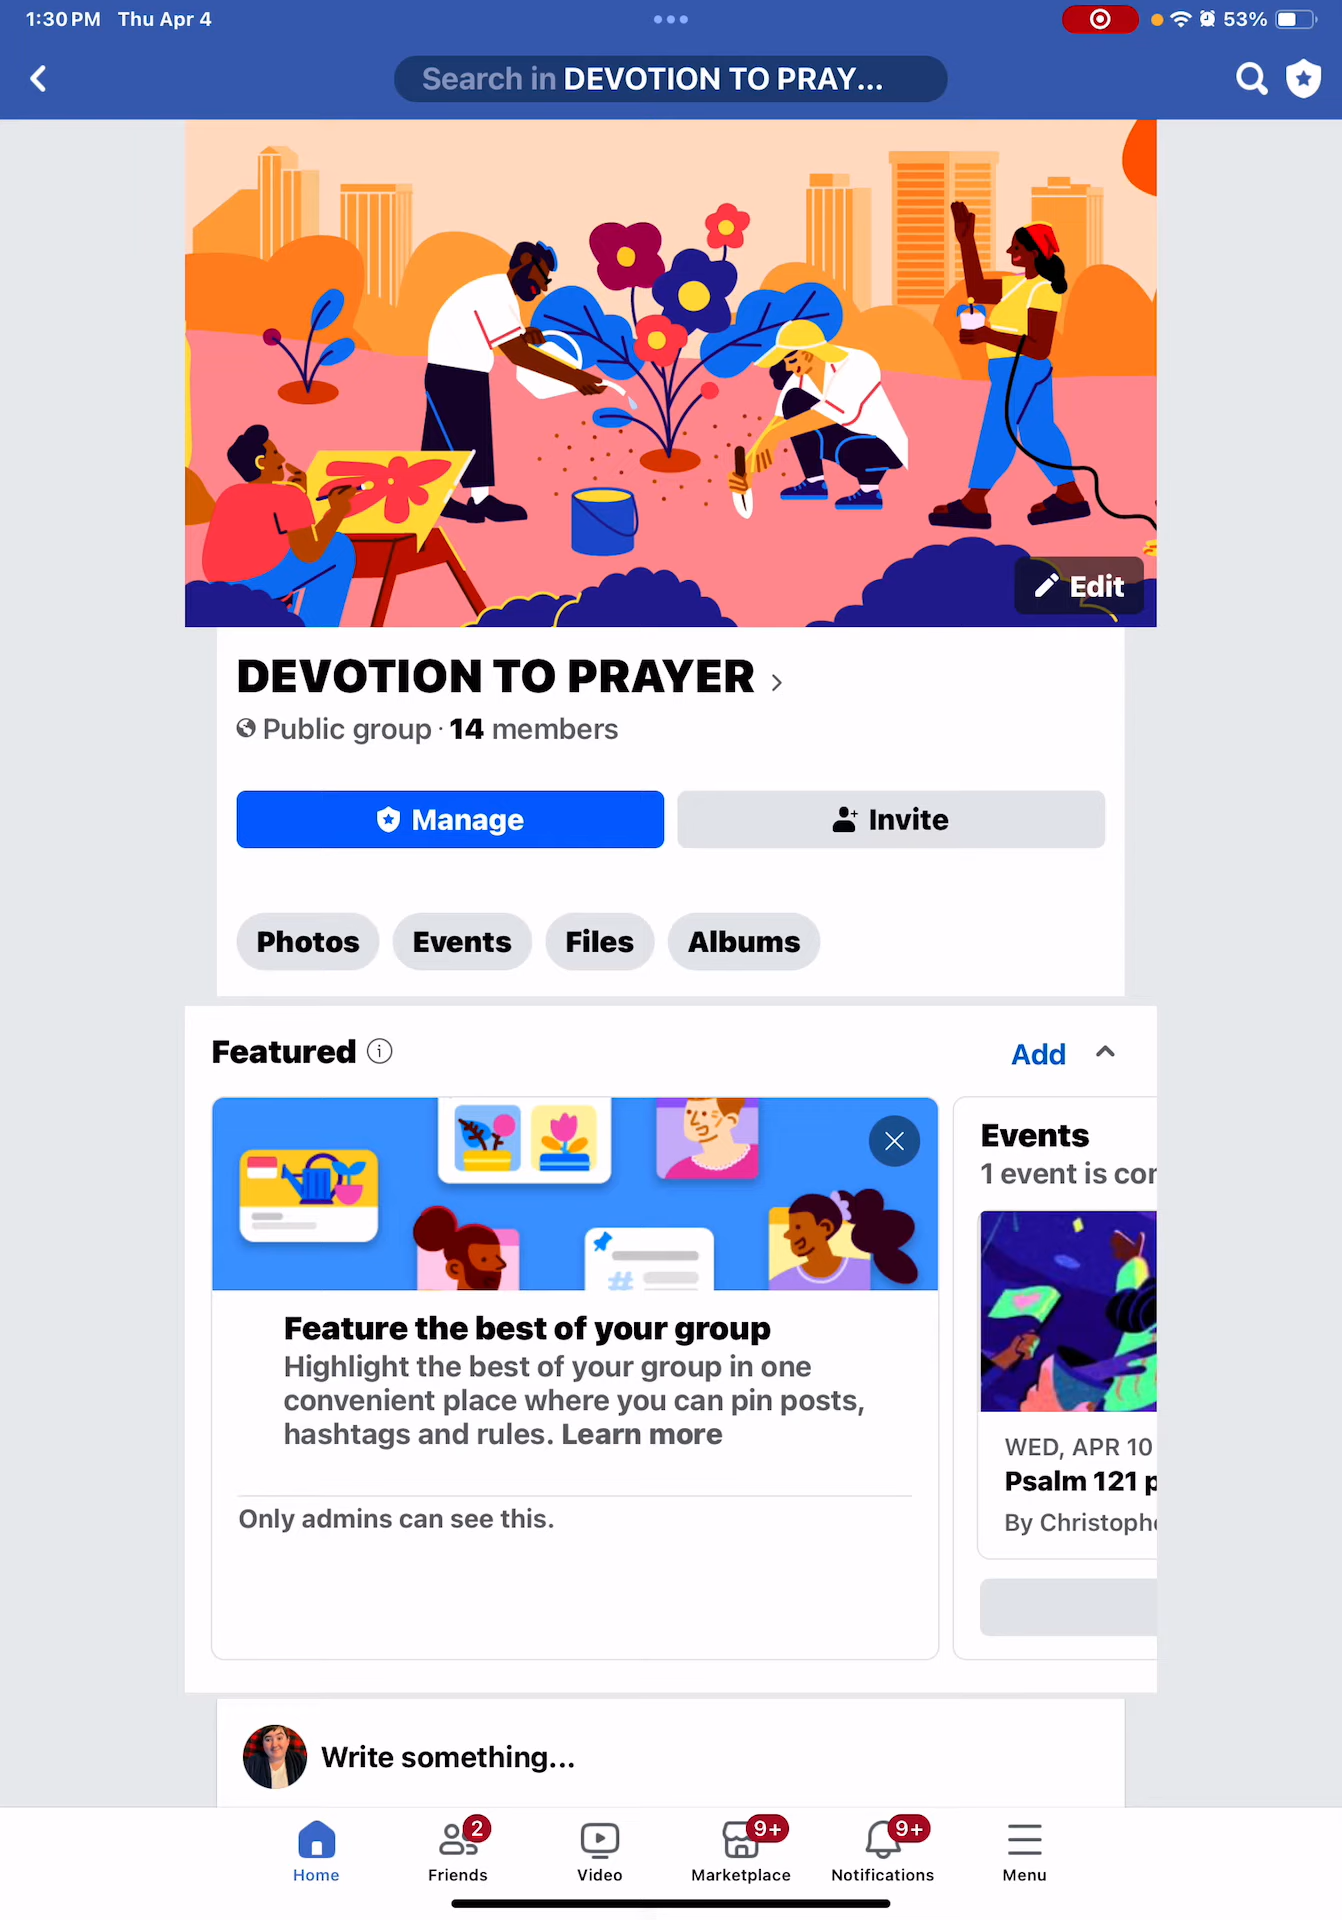 1:30 PM Thu Apr 4
53%
Search in DEVOTION TO PRAY...
Edit
DEVOTION TO PRAYER
Public group · 14 members
Manage
Invite
Photos
Events
Files
Albums
Featured
Add
Feature the best of your group
Highlight the best of your group in one
convenient place where you can pin posts,
hashtags and rules. Learn more
Only admins can see this.
Events
1 event is
WED, APR 10
Psalm 121
By
Write something...
2
9+
9+
Home
Friends
Video
Marketplace
Notifications
Menu